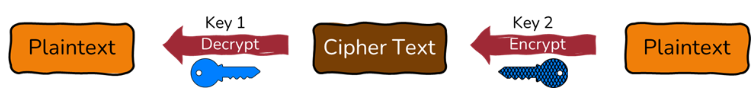 Plaintext
Key 1
Decrypt
Cipher Text
Key 2
Encrypt
Plaintext